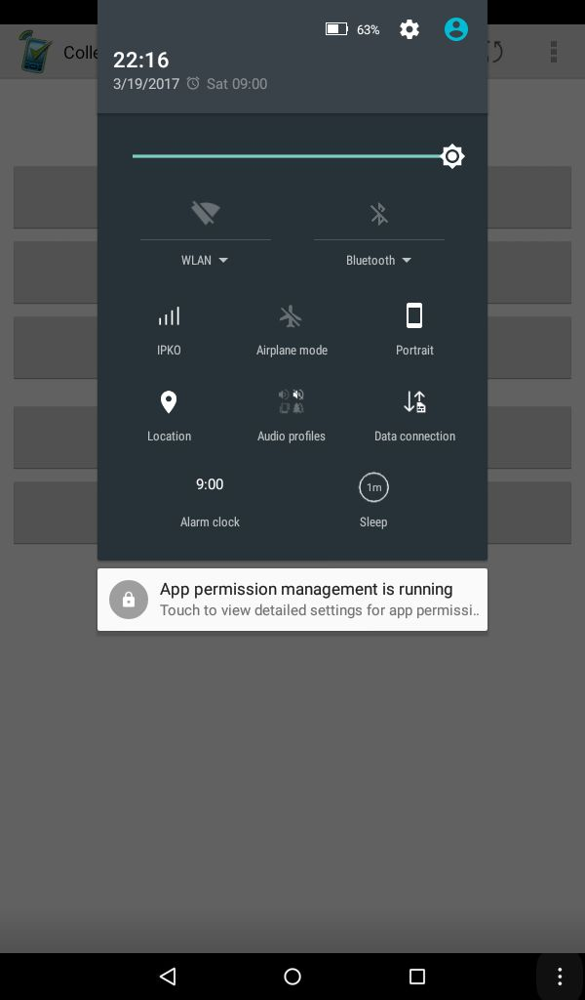 63%
22:16
3/19/2017 Sat 09:00
Colle
WLAN
Bluetooth
IPKO
Airplane mode
Portrait
Location
Audio profiles
Data connection
9:00
1m
Alarm clock
Sleep
App permission management is running
Touch to view detailed settings for app permissi..